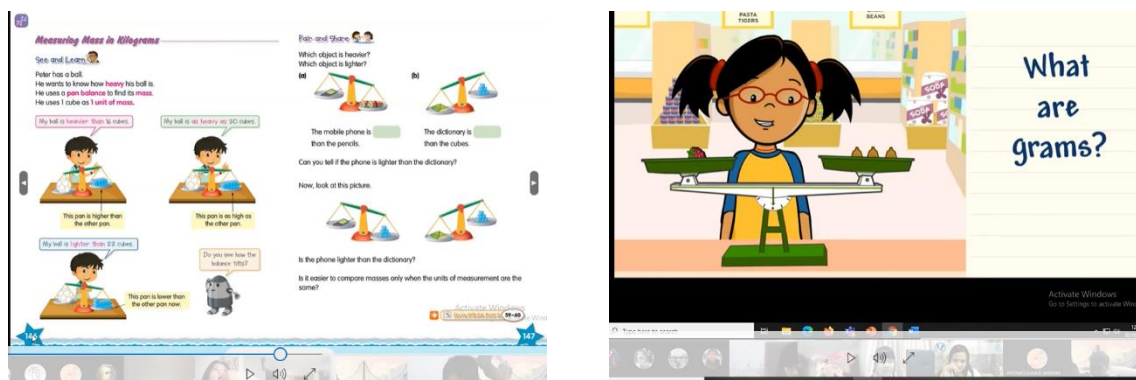 Measuring Mass in Kilograms
See and Learn
Peter has a ball.
He wants to know how heavy his ball is.
He uses a pan balance to find its mass.
He uses 1 cube as 1 unit of mass.
My ball is heavier than 16 cubes.
My ball is as heavy as 20 cubes.
This pan is higher than
the other pan.
This pan is as high as
the other pan.
My ball is lighter than 22 cubes.
Do you see how the
balance tilts?
This pan is lower than
the other pan now.
146
Pair and Share
Which object is heavier?
Which object is lighter?
(a)
(b)
The mobile phone is
than the pencils.
The dictionary is
than the cubes.
Can you tell if the phone is lighter than the dictionary?
Now, look at this picture.
Is the phone lighter than the dictionary?
Is it easier to compare masses only when the units of measurement are the
same?
Activate Windows
59–60
147
PASTA
TIGERS
BEANS
SODA
SODA
What
are
grams?
Activate Windows
Go to Settings to activate Win
Type here to search